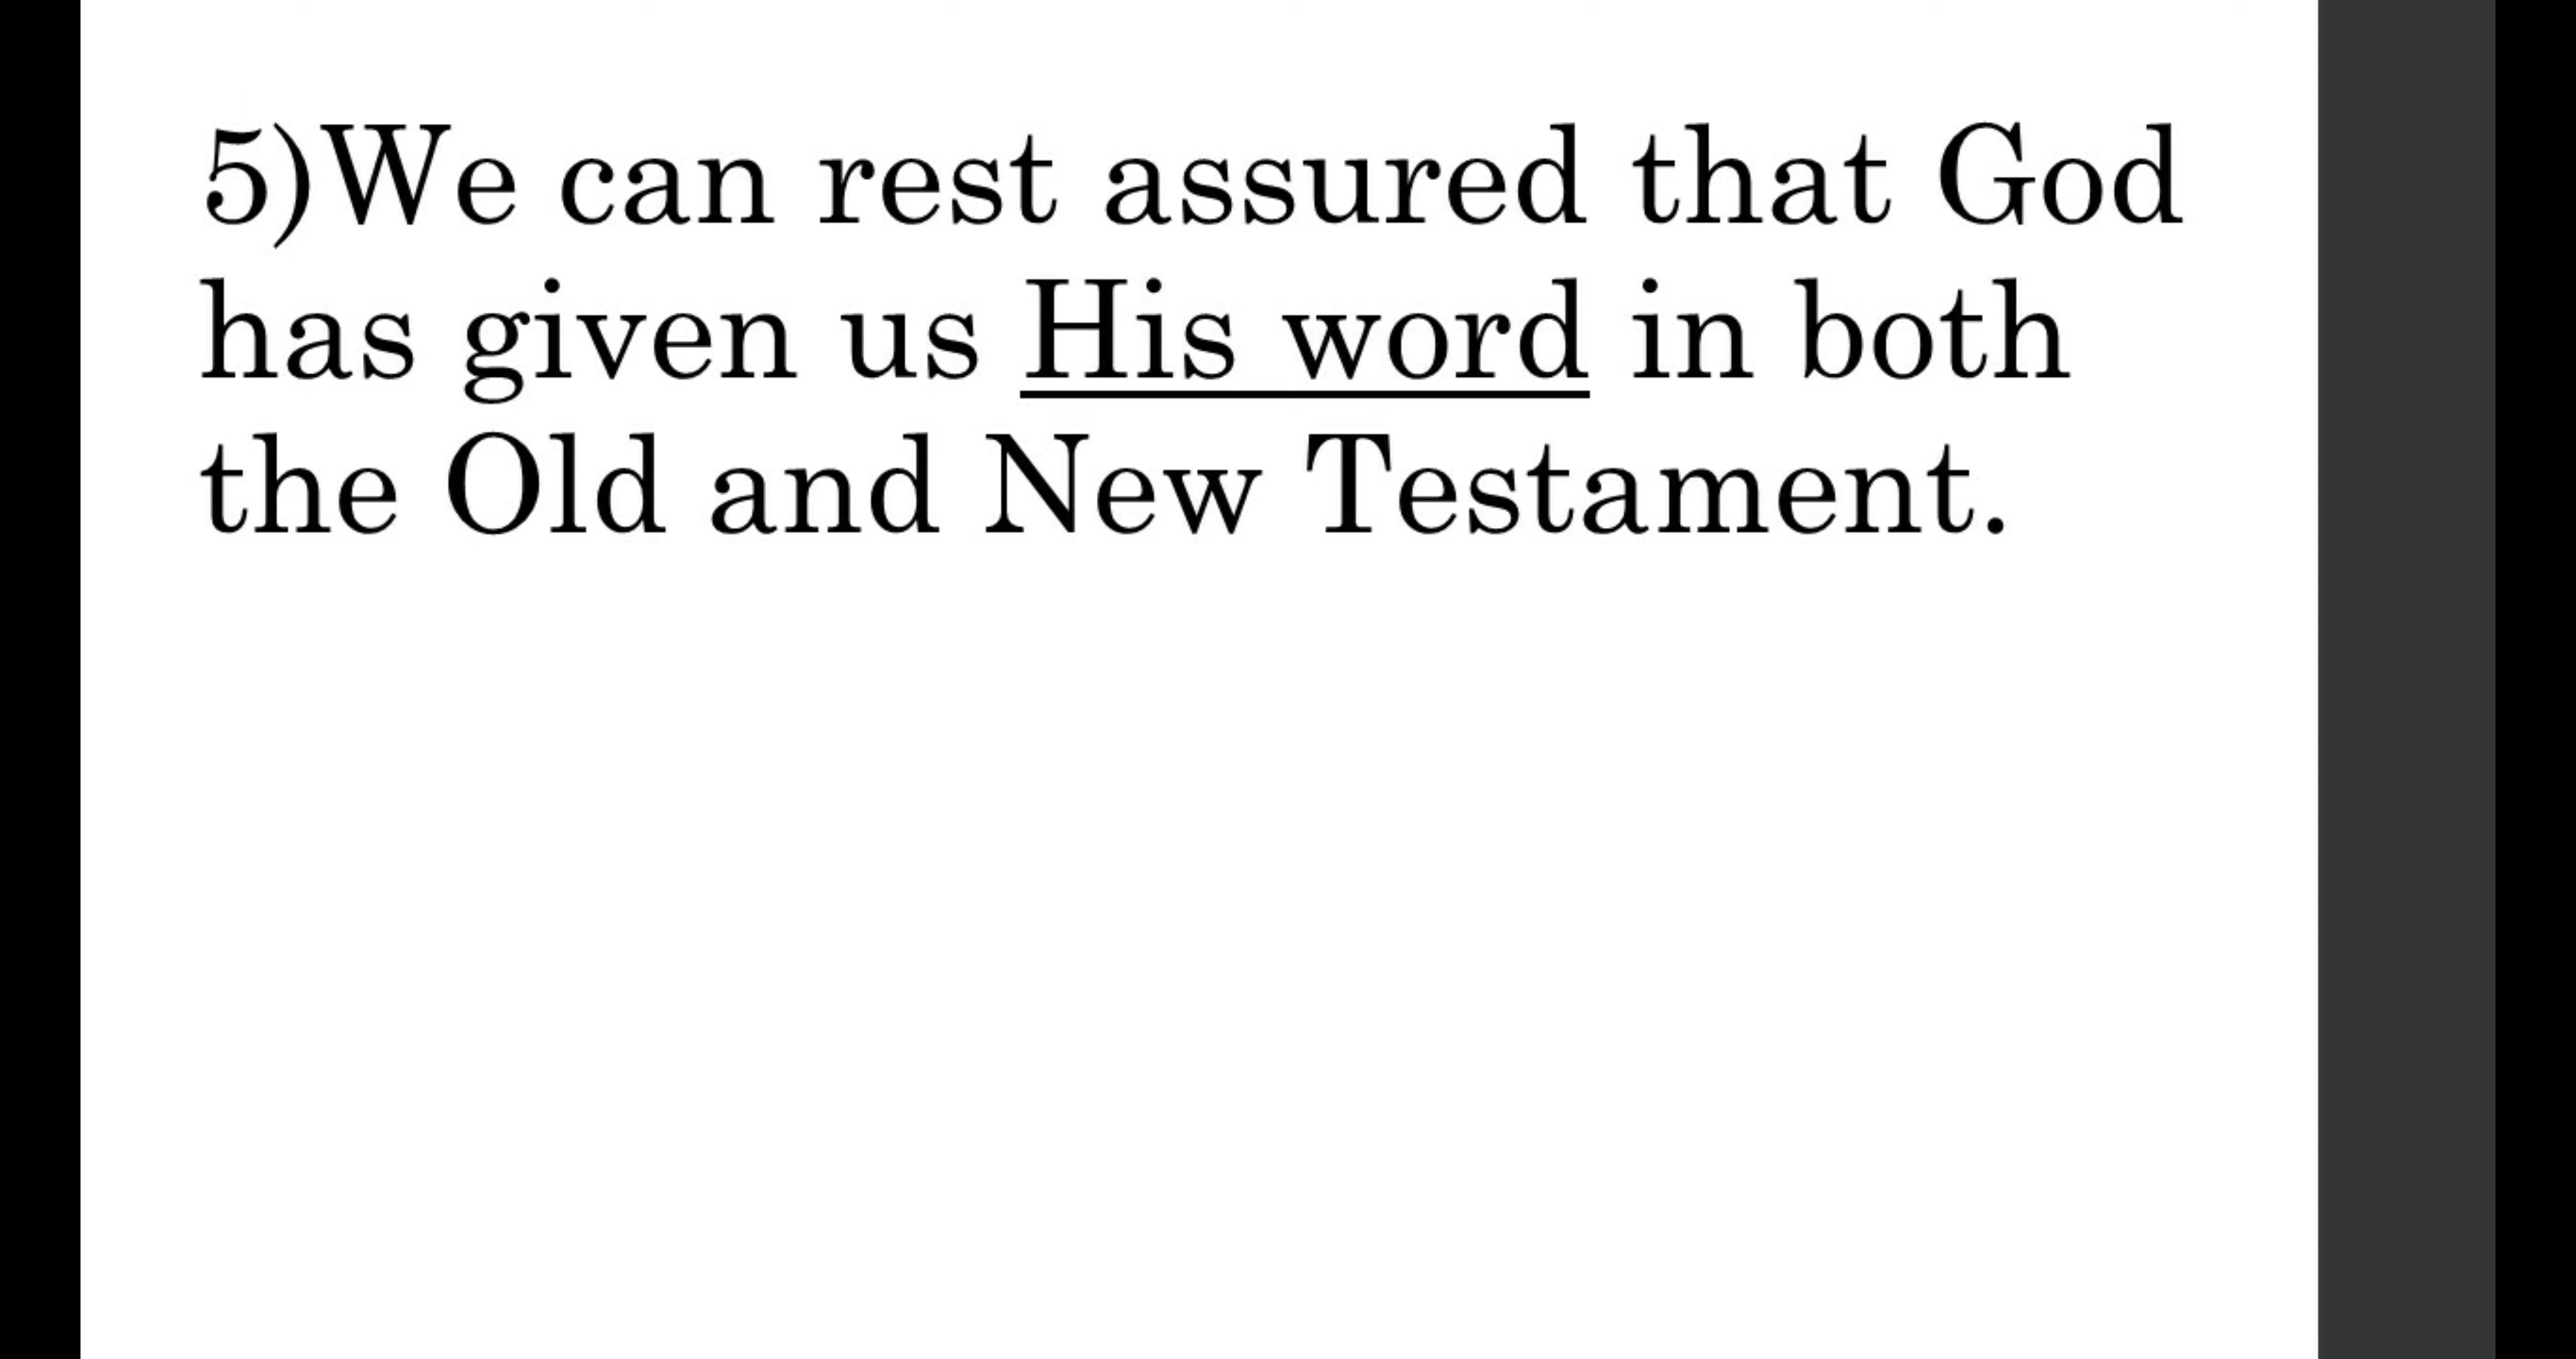 5)We can rest assured that God
has given us His word in both
the Old and New Testament.